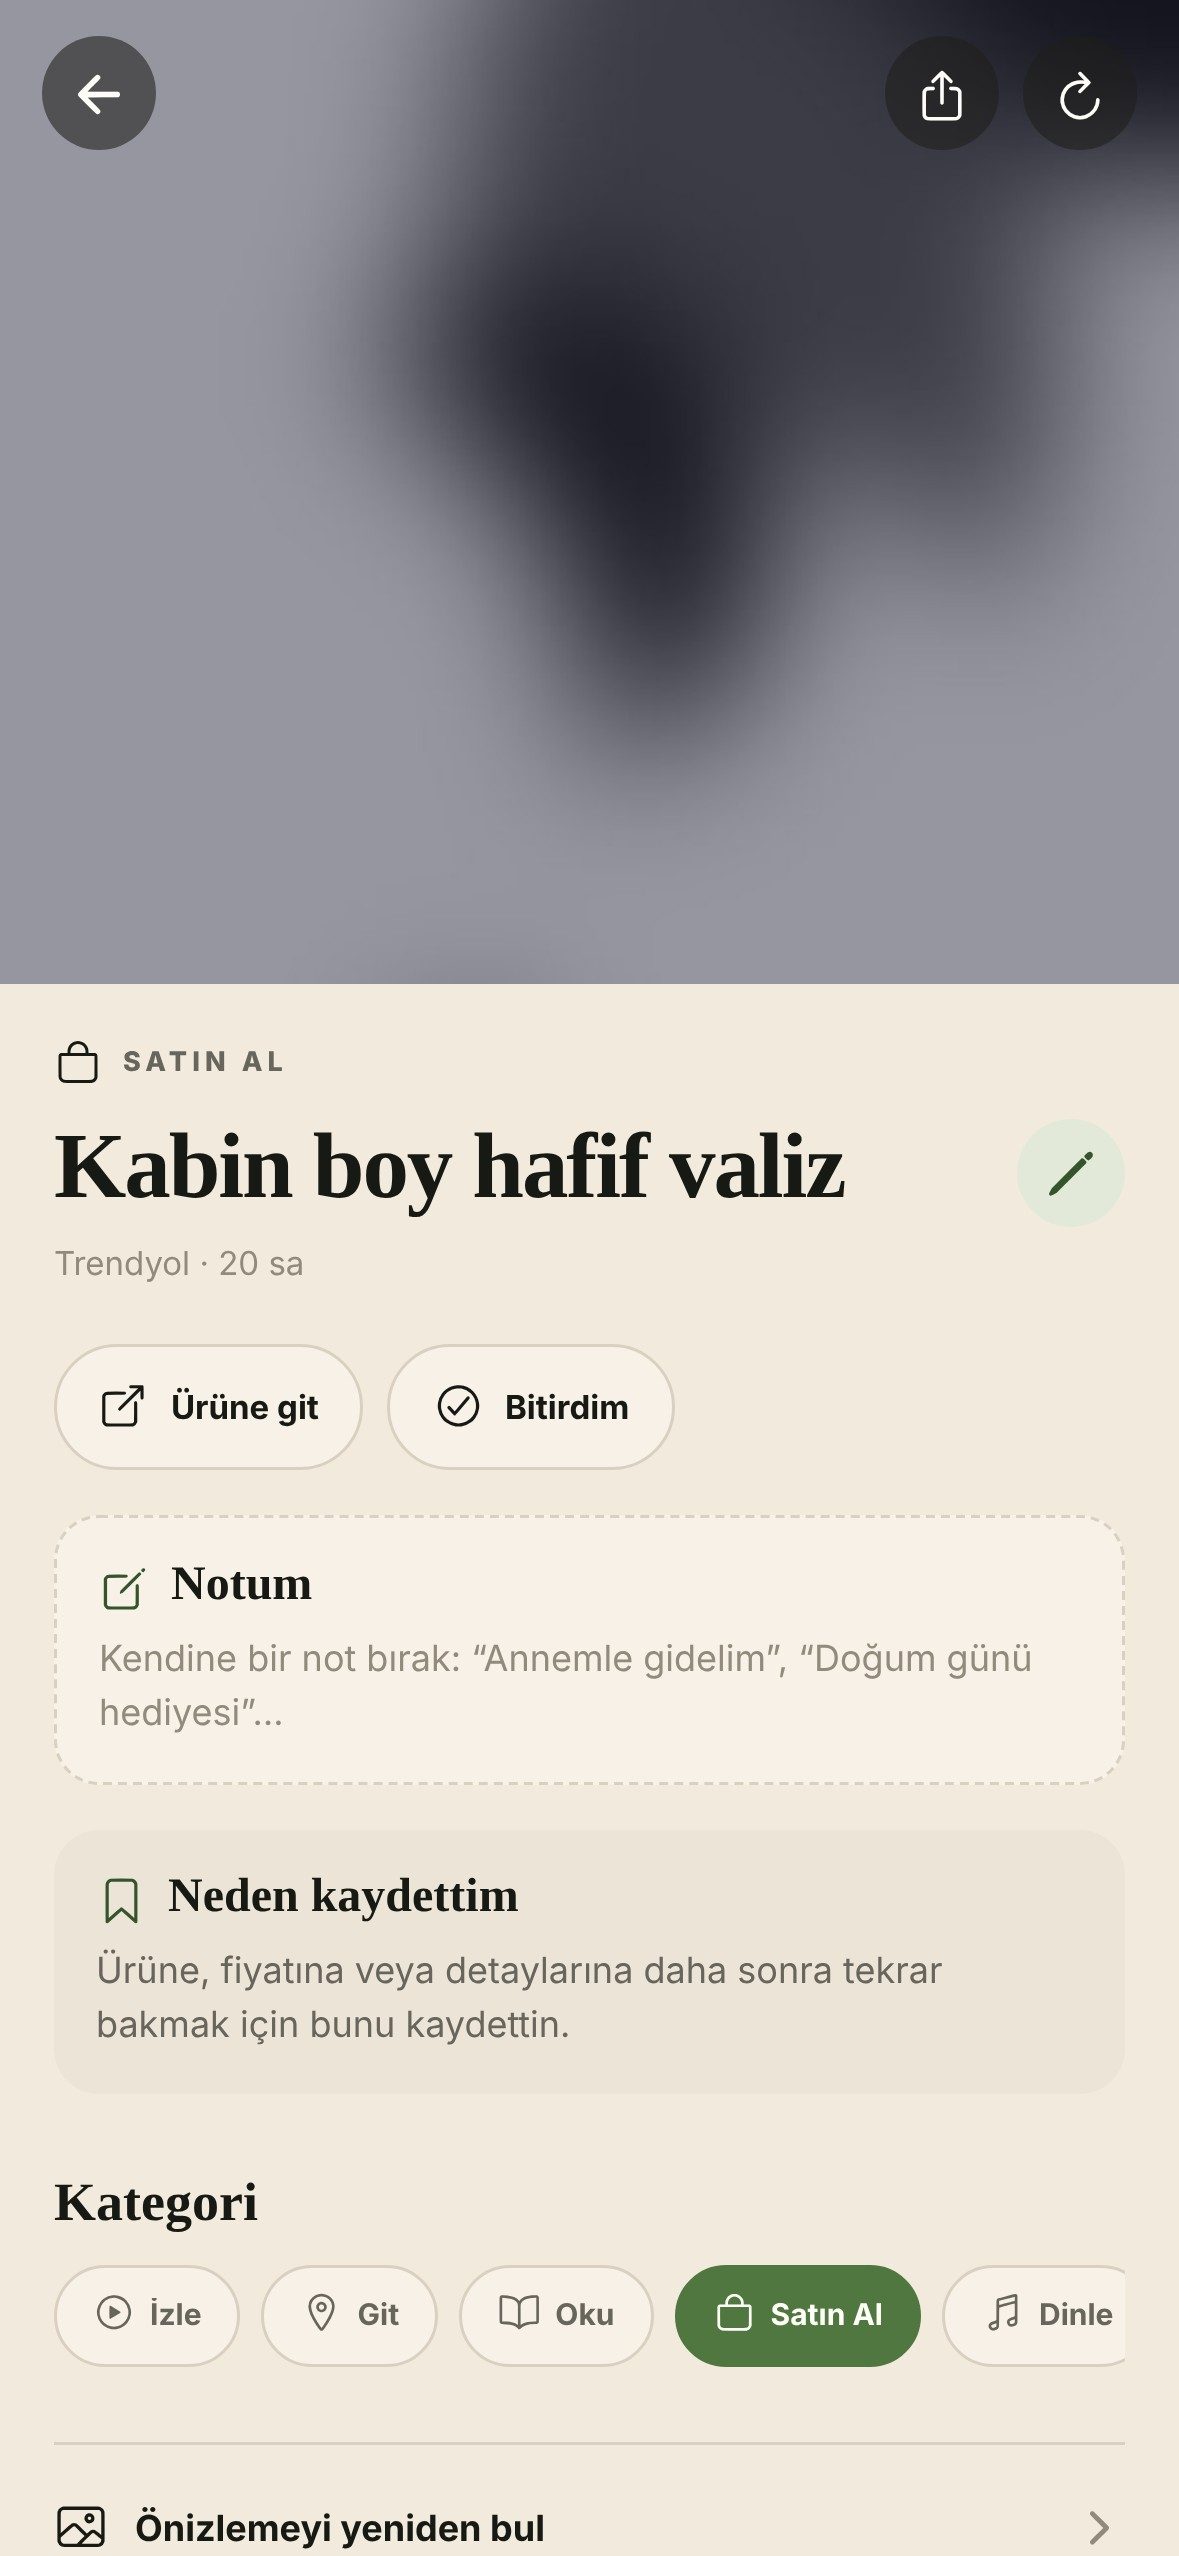 SATIN AL
Kabin boy hafif valiz
Trendyol · 20 sa
Ürüne git
Bitirdim
Notum
Kendine bir not bırak: “Annemle gidelim”, “Doğum günü
hediyesi”...
Neden kaydettim
Ürüne, fiyatına veya detaylarına daha sonra tekrar
bakmak için bunu kaydettin.
Kategori
İzle
Git
Oku
Satın Al
Dinle
Önizlemeyi yeniden bul